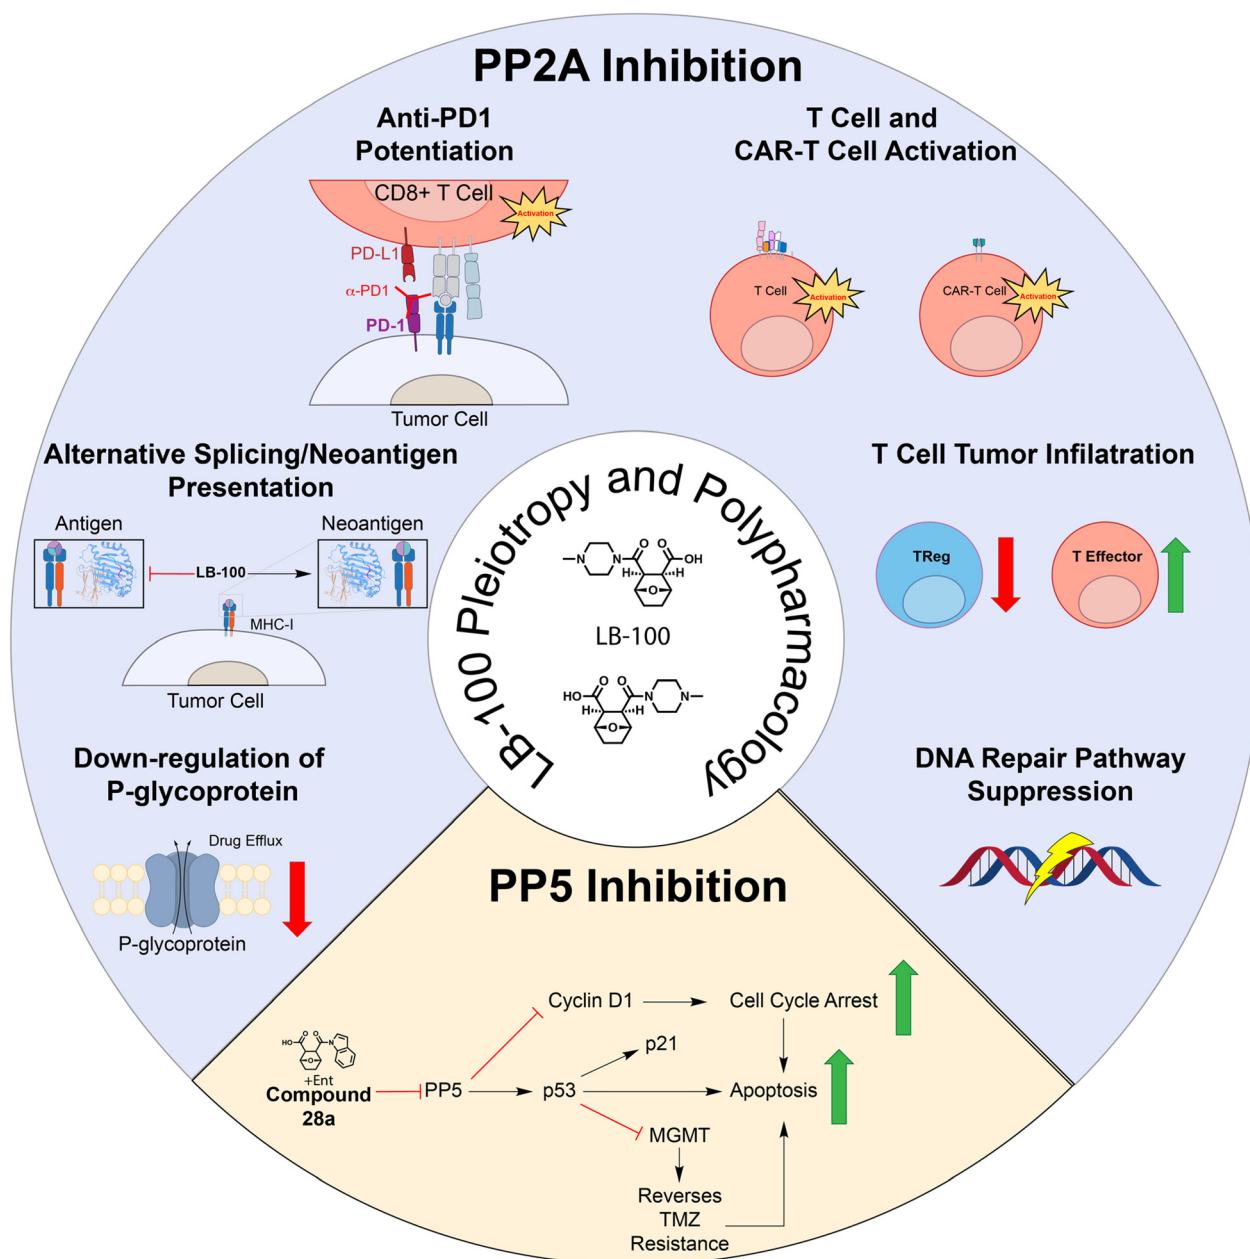 PP2A Inhibition
Anti-PD1
Potentiation
CD8+ T Cell
Activation
PD-L1
α-PD1
PD-1
Tumor Cell
T Cell and
CAR-T Cell Activation
T Cell
Activation
CAR-T Cell
Activation
Alternative Splicing/Neoantigen
Presentation
Antigen
Neoantigen
LB-100
MHC-I
Tumor Cell
T Cell Tumor Infilatration
TReg
T Effector
LB-100 Pleiotropy and Polypharmacology
N
N
O
O
OH
H
H
O
LB-100
HO
O
O
N
N
H
H
O
Down-regulation of
P-glycoprotein
Drug Efflux
P-glycoprotein
DNA Repair Pathway
Suppression
PP5 Inhibition
Cyclin D1
Cell Cycle Arrest
p21
HO
O
O
N
O
+Ent
Compound
28a
PP5
p53
Apoptosis
MGMT
Reverses
TMZ
Resistance